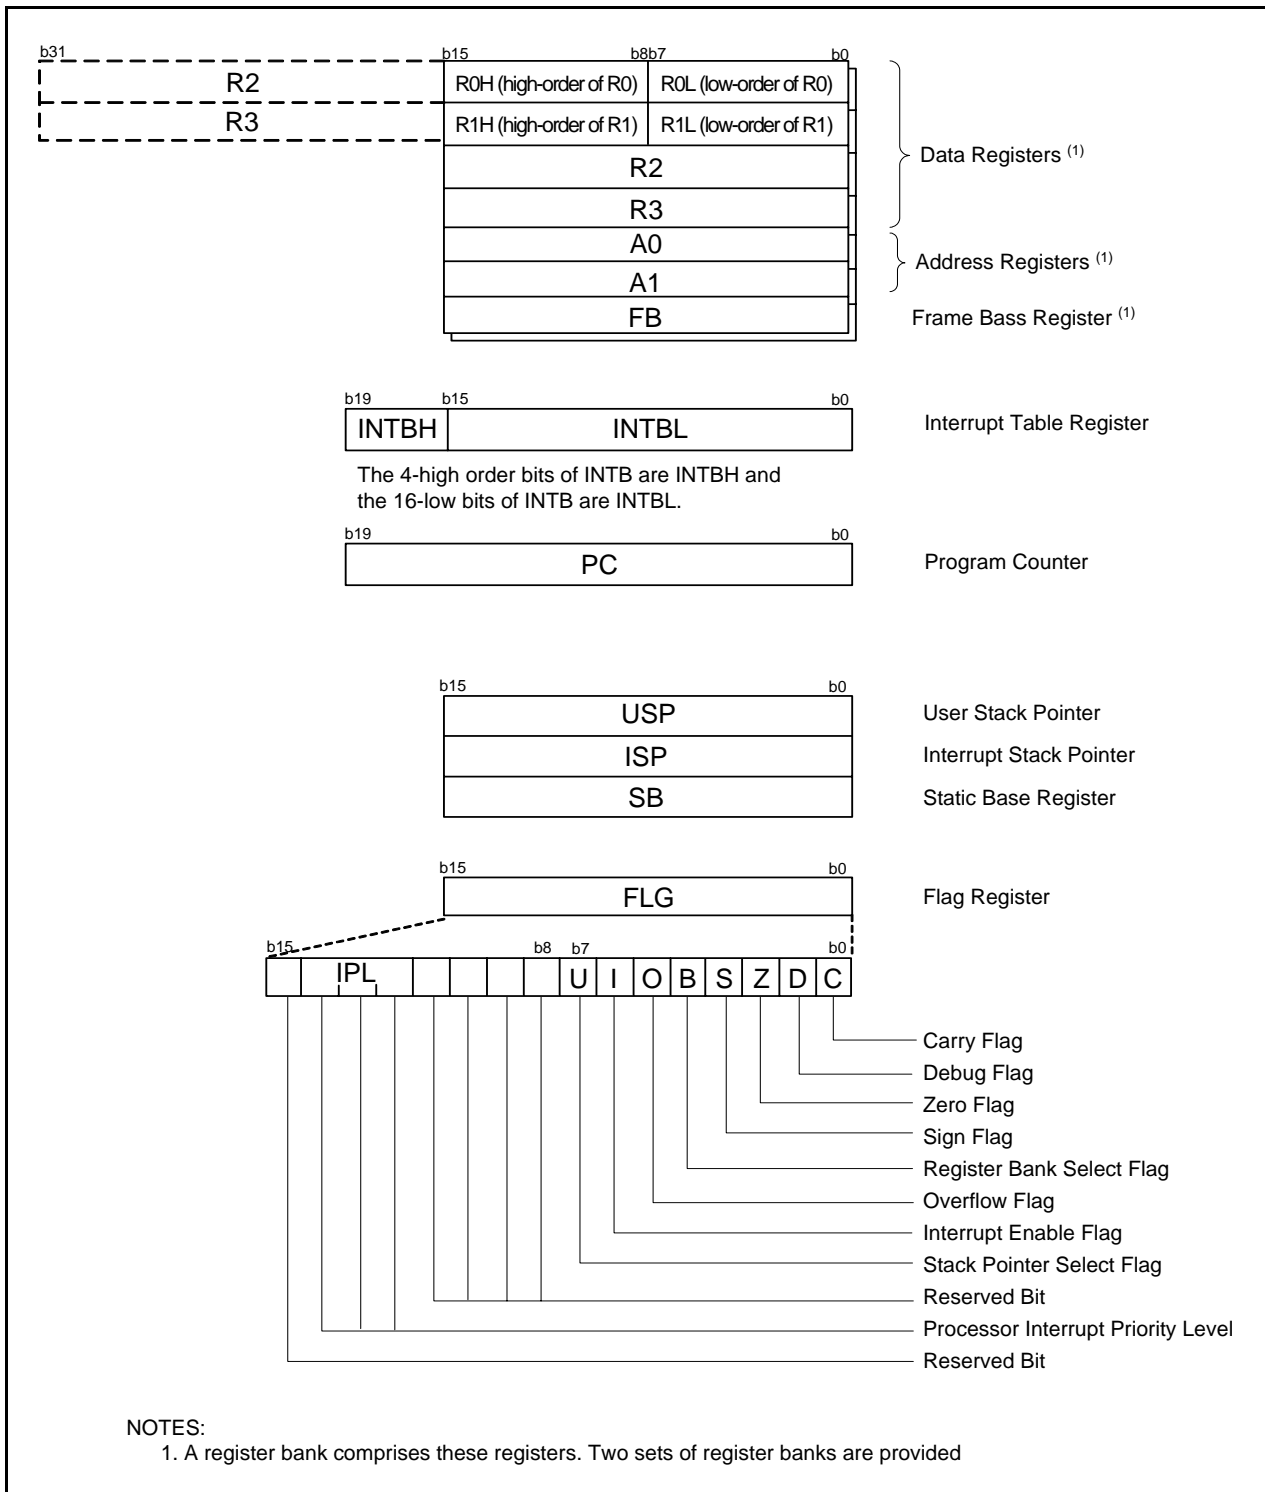 b31 b15 b8b7 b0
R2 R0H (high-order of R0) R0L (low-order of R0)
R3 R1H (high-order of R1) R1L (low-order of R1)
R2
Data Registers (1)
R3
A0
Address Registers (1)
A1
FB Frame Bass Register (1)
b19 b15 b0
INTBH INTBL Interrupt Table Register
The 4-high order bits of INTB are INTBH and
the 16-low bits of INTB are INTBL.
b19 b0
PC Program Counter
b15 b0
USP User Stack Pointer
ISP Interrupt Stack Pointer
SB Static Base Register
b15 b0
FLG Flag Register
b15 b8 b7 b0
IPL U I O B S Z D C
Carry Flag
Debug Flag
Zero Flag
Sign Flag
Register Bank Select Flag
Overflow Flag
Interrupt Enable Flag
Stack Pointer Select Flag
Reserved Bit
Processor Interrupt Priority Level
Reserved Bit
NOTES:
1. A register bank comprises these registers. Two sets of register banks are provided